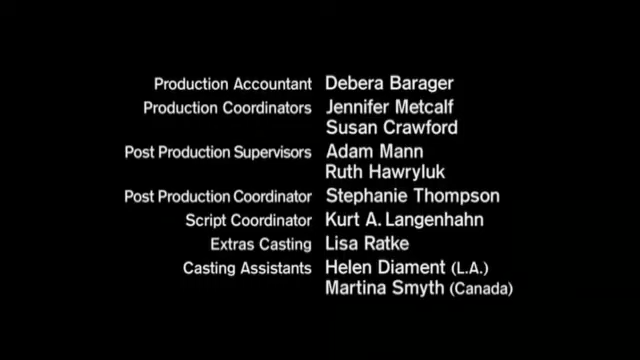 Production Accountant Debera Barager
Production Coordinators Jennifer Metcalf
Susan Crawford
Post Production Supervisors Adam Mann
Ruth Hawryluk
Post Production Coordinator Stephanie Thompson
Script Coordinator Kurt A. Langenhahn
Extras Casting Lisa Ratke
Casting Assistants Helen Diament (L.A.)
Martina Smyth (Canada)